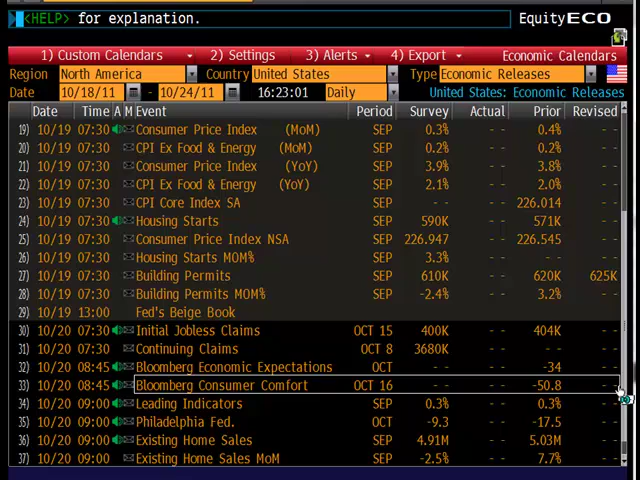 <HELP> for explanation. EquityECO
1) Custom Calendars 2) Settings 3) Alerts 4) Export Economic Calendars
Region North America Country United States Type Economic Releases
Date 10/18/11 - 10/24/11 16:23:01 Daily United States: Economic Releases
Date Time A M Event Period Survey Actual Prior Revised
19) 10/19 07:30 Consumer Price Index (MoM) SEP 0.3% -- 0.4% --
20) 10/19 07:30 CPI Ex Food & Energy (MoM) SEP 0.2% -- 0.2% --
21) 10/19 07:30 Consumer Price Index (YoY) SEP 3.9% -- 3.8% --
22) 10/19 07:30 CPI Ex Food & Energy (YoY) SEP 2.1% -- 2.0% --
23) 10/19 07:30 CPI Core Index SA SEP -- -- 226.014 --
24) 10/19 07:30 Housing Starts SEP 590K -- 571K --
25) 10/19 07:30 Consumer Price Index NSA SEP 226.947 -- 226.545 --
26) 10/19 07:30 Housing Starts MOM% SEP 3.3% -- -- --
27) 10/19 07:30 Building Permits SEP 610K -- 620K 625K
28) 10/19 07:30 Building Permits MOM% SEP -2.4% -- 3.2% --
29) 10/19 13:00 Fed's Beige Book
30) 10/20 07:30 Initial Jobless Claims OCT 15 400K -- 404K --
31) 10/20 07:30 Continuing Claims OCT 8 3680K -- -- --
32) 10/20 08:45 Bloomberg Economic Expectations OCT -- -- -34 --
33) 10/20 08:45 Bloomberg Consumer Comfort OCT 16 -- -- -50.8 --
34) 10/20 09:00 Leading Indicators SEP 0.3% -- 0.3% --
35) 10/20 09:00 Philadelphia Fed. OCT -9.3 -- -17.5 --
36) 10/20 09:00 Existing Home Sales SEP 4.91M -- 5.03M --
37) 10/20 09:00 Existing Home Sales MoM SEP -2.5% -- 7.7% --